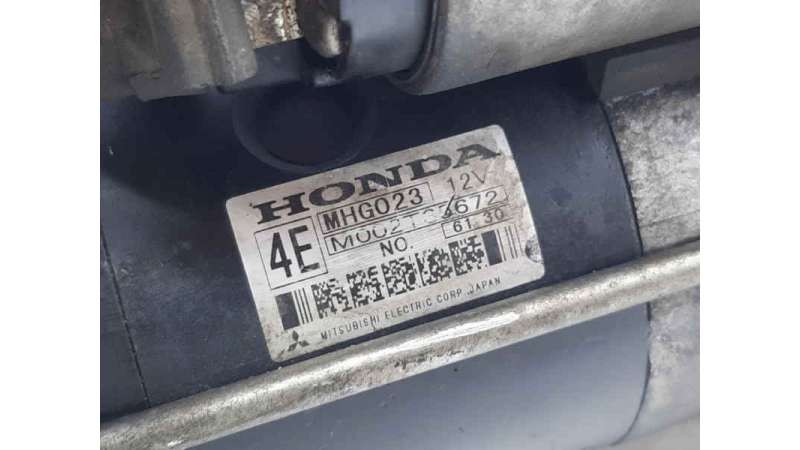 HONDA
MHG023 12V
4E
NO. 61.30
MITSUBISHI ELECTRIC CORP. JAPAN